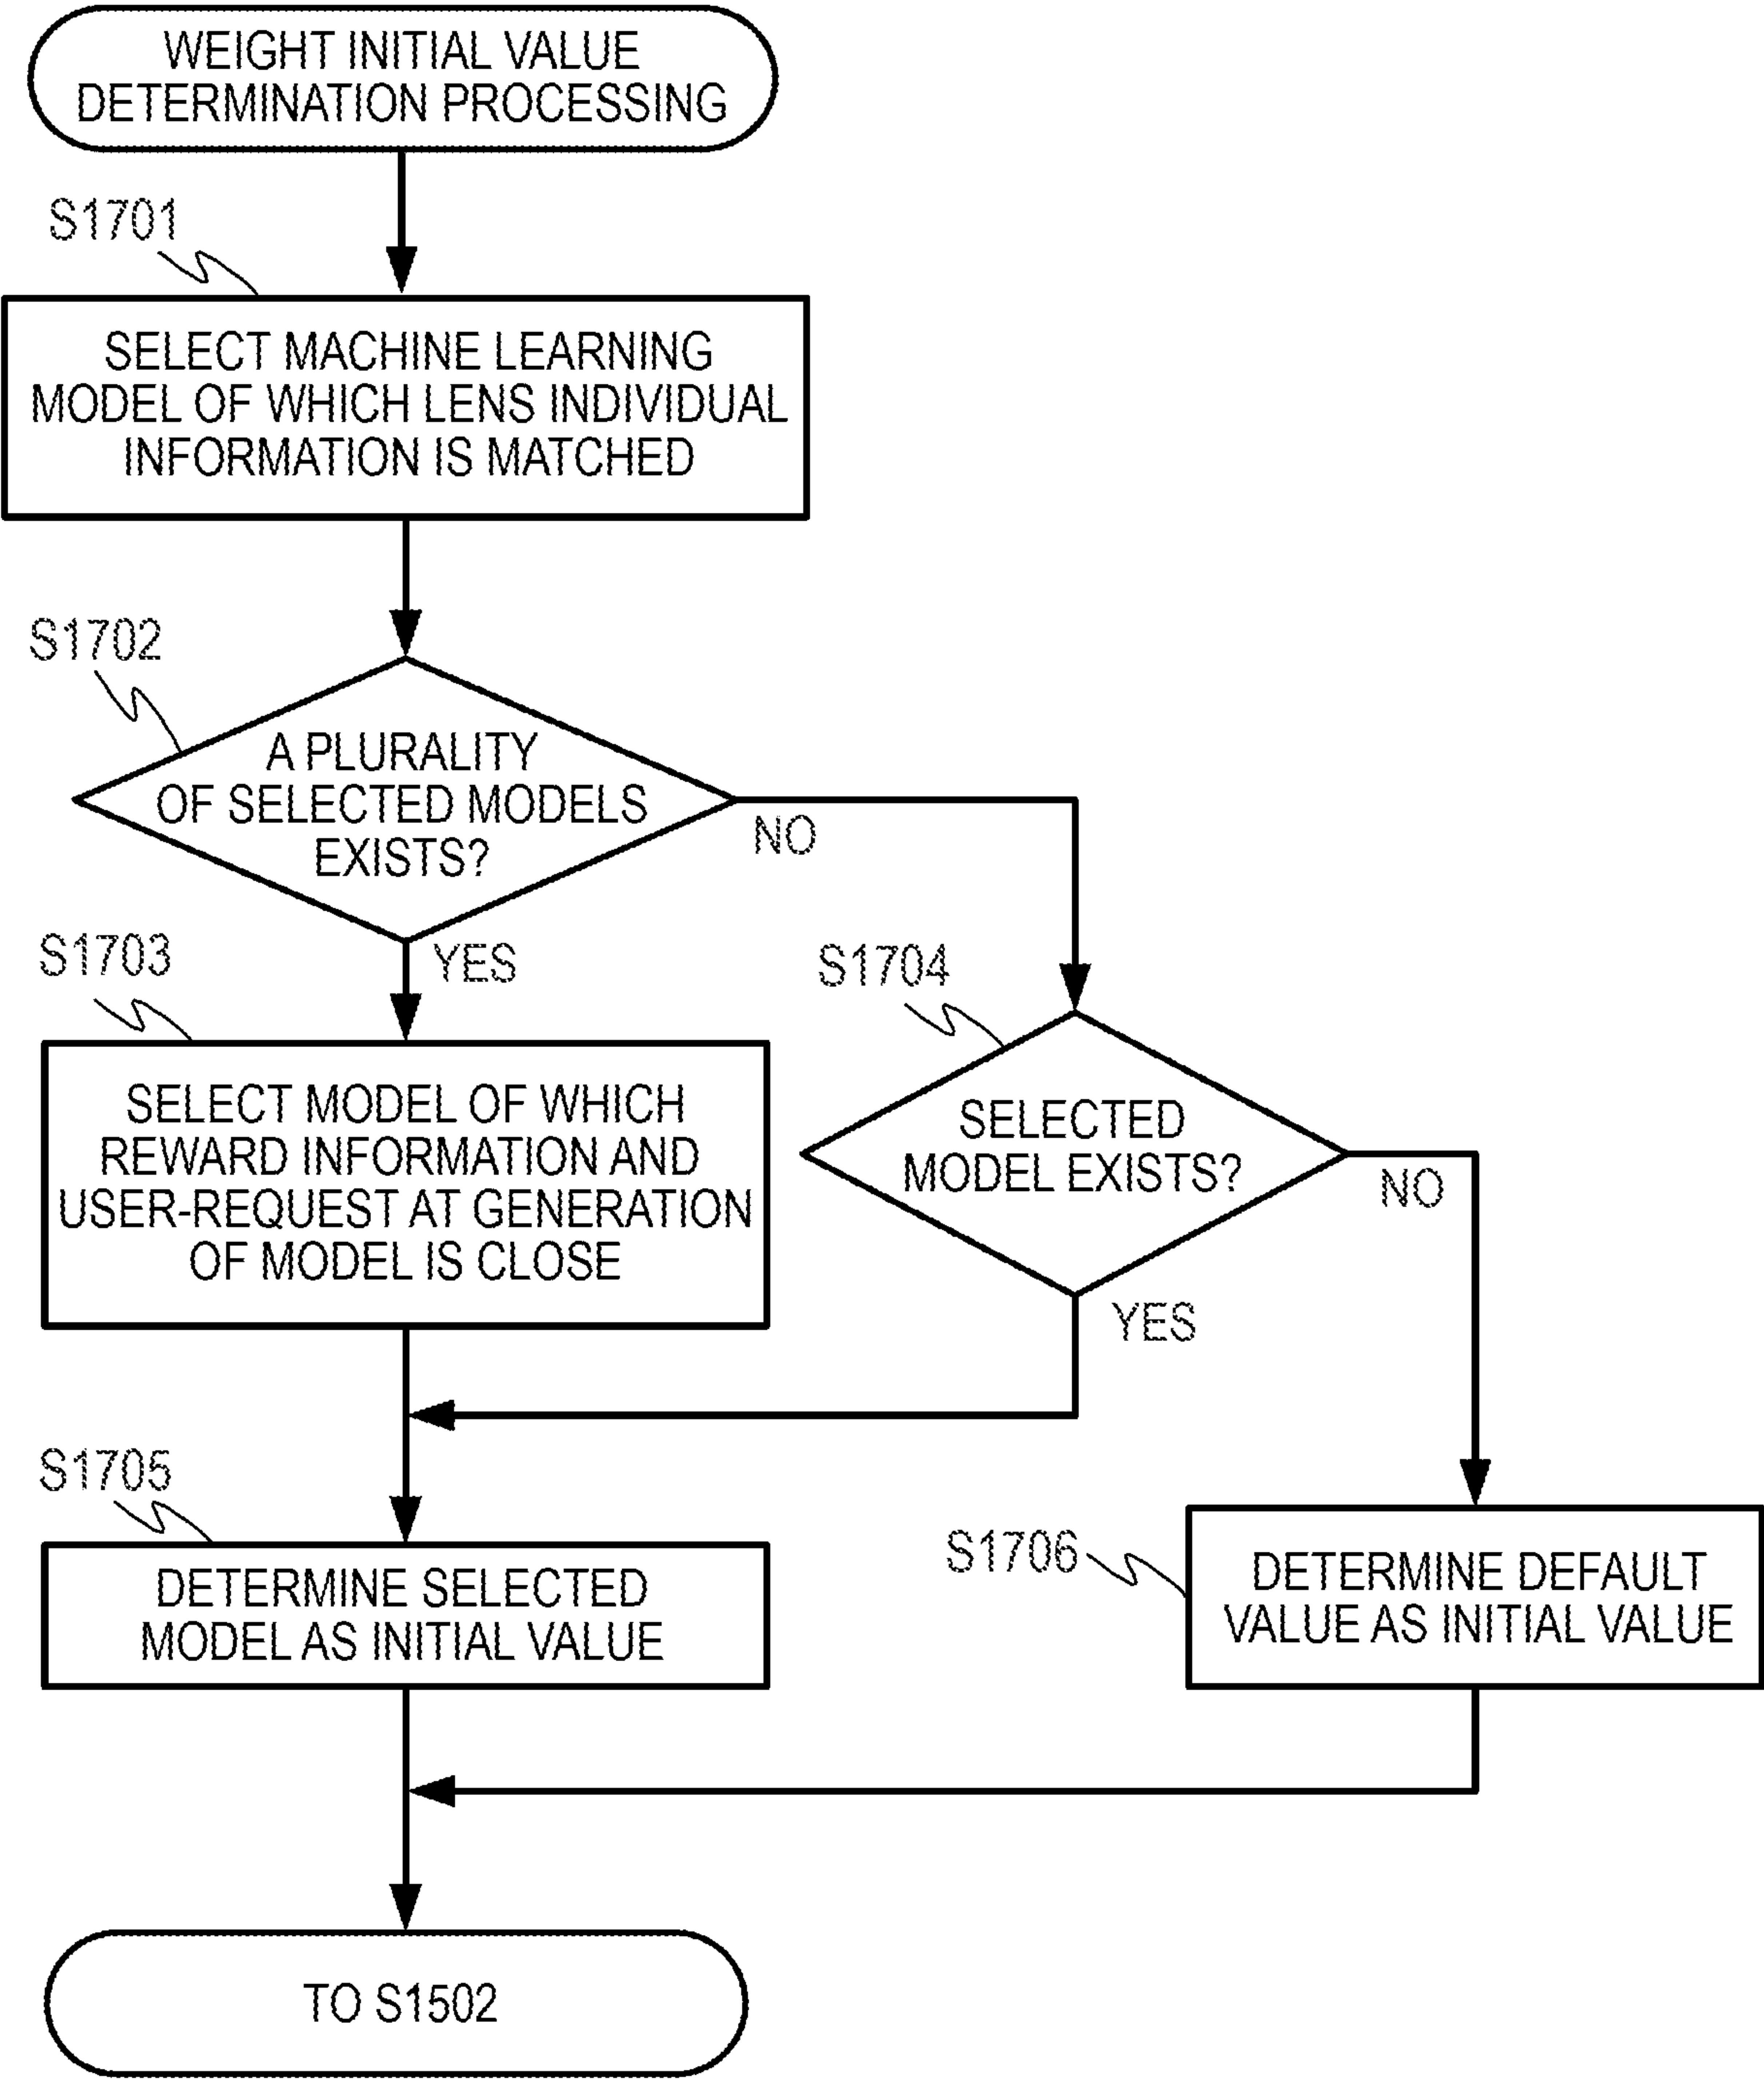 WEIGHT INITIAL VALUE
DETERMINATION PROCESSING
S1701
SELECT MACHINE LEARNING
MODEL OF WHICH LENS INDIVIDUAL
INFORMATION IS MATCHED
S1702
A PLURALITY
OF SELECTED MODELS
EXISTS?
NO
YES
S1703
SELECT MODEL OF WHICH
REWARD INFORMATION AND
USER-REQUEST AT GENERATION
OF MODEL IS CLOSE
S1704
SELECTED
MODEL EXISTS?
NO
YES
S1705
DETERMINE SELECTED
MODEL AS INITIAL VALUE
S1706
DETERMINE DEFAULT
VALUE AS INITIAL VALUE
TO S1502